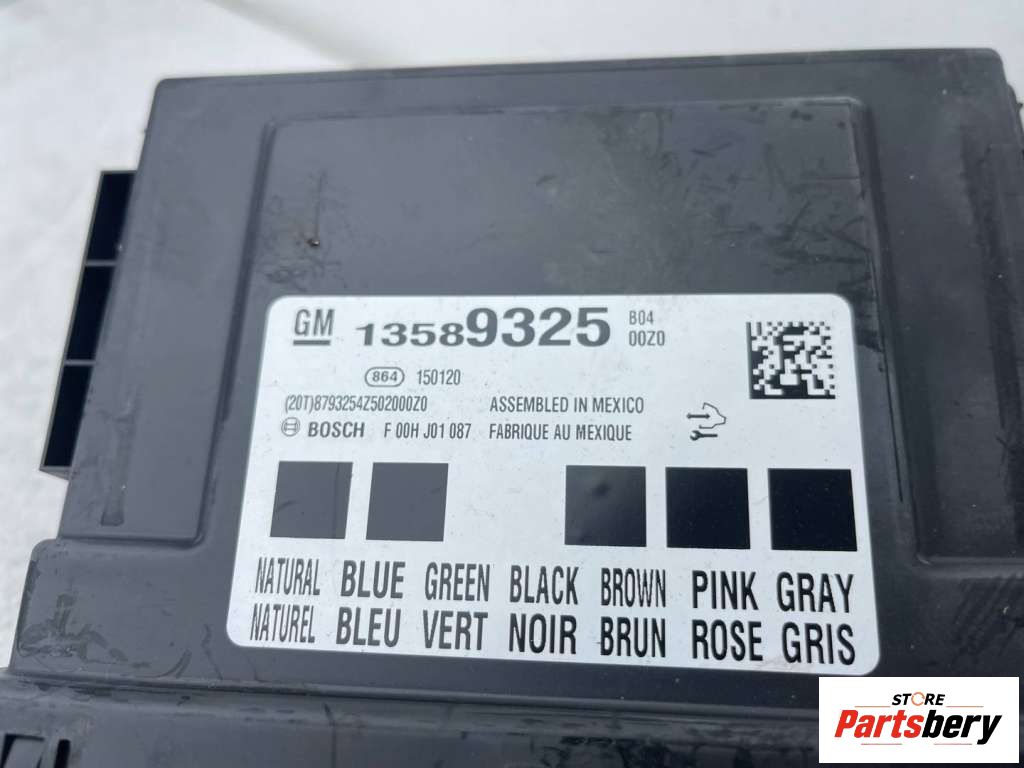 GM 13589325 B04
00Z0
864 150120
(20T)8793254Z502000Z0 ASSEMBLED IN MEXICO
BOSCH F 00H J01 087 FABRIQUE AU MEXIQUE
NATURAL BLUE GREEN BLACK BROWN PINK GRAY
NATUREL BLEU VERT NOIR BRUN ROSE GRIS
STORE
Partsbery